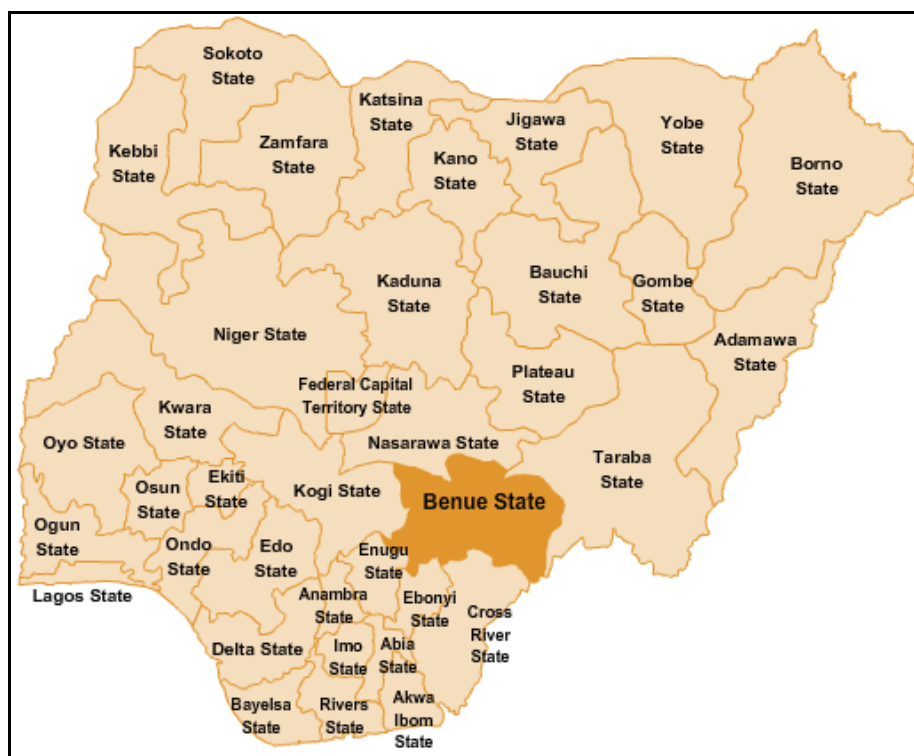 Sokoto
State
Katsina
State
Jigawa
State
Yobe
State
Kebbi
State
Zamfara
State
Kano
State
Borno
State
Kaduna
State
Bauchi
State
Gombe
State
Niger State
Adamawa
State
Federal Capital
Territory State
Plateau
State
Kwara
State
Oyo State
Nasarawa State
Taraba
State
Osun
State
Ekiti
State
Kogi State
Benue State
Ogun
State
Ondo
State
Edo
State
Enugu
State
Lagos State
Anambra
State
Ebonyi
State
Cross
River
State
Delta State
Imo
State
Abia
State
Bayelsa
State
Rivers
State
Akwa
Ibom
State